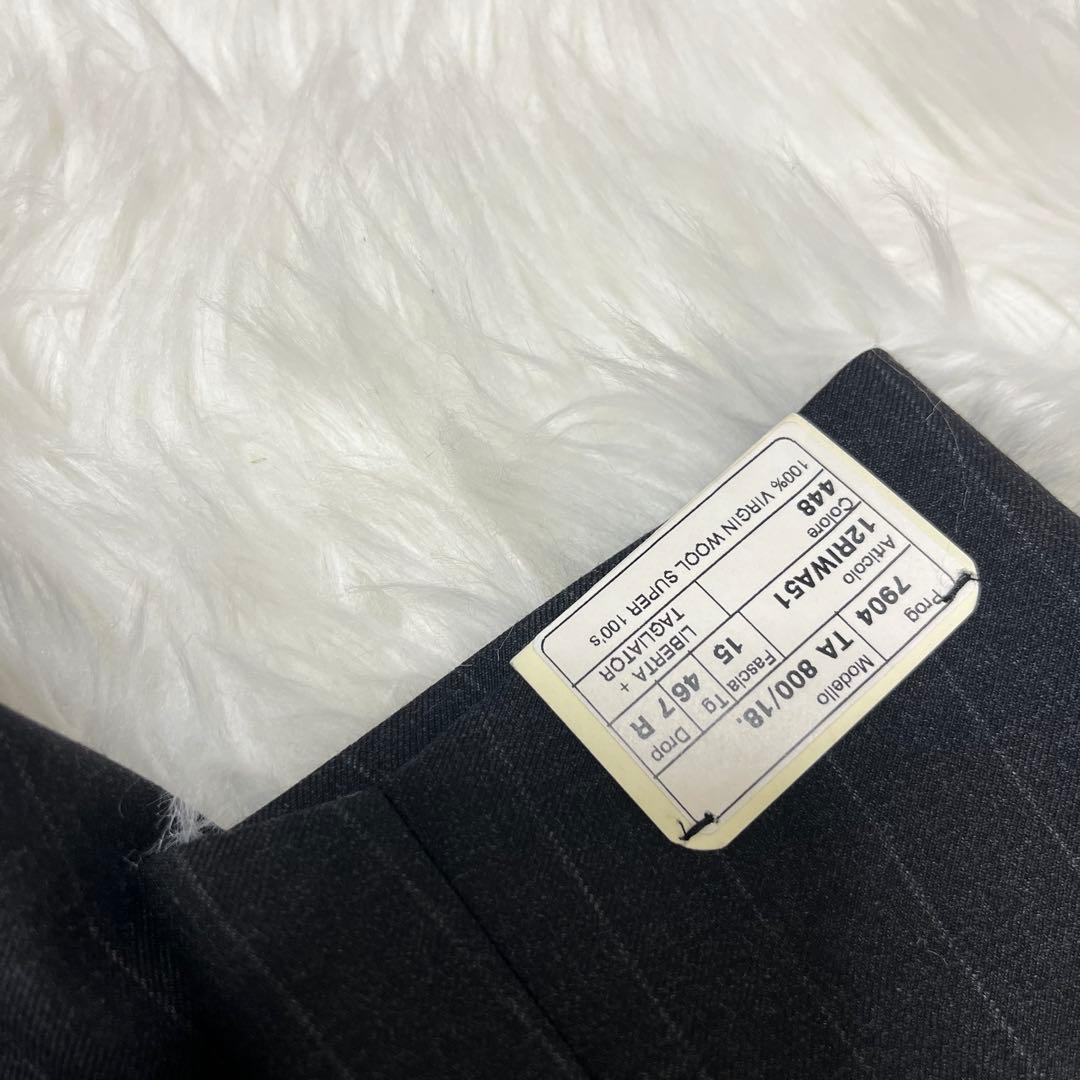 Prog Modello
7904 TA 800/18.
Articolo Fascia Tg Drop
12RIWA51 15 46 7 R
Colore LIBERTA +
448 TAGLIATOR
100% VIRGIN WOOL SUPER 100's